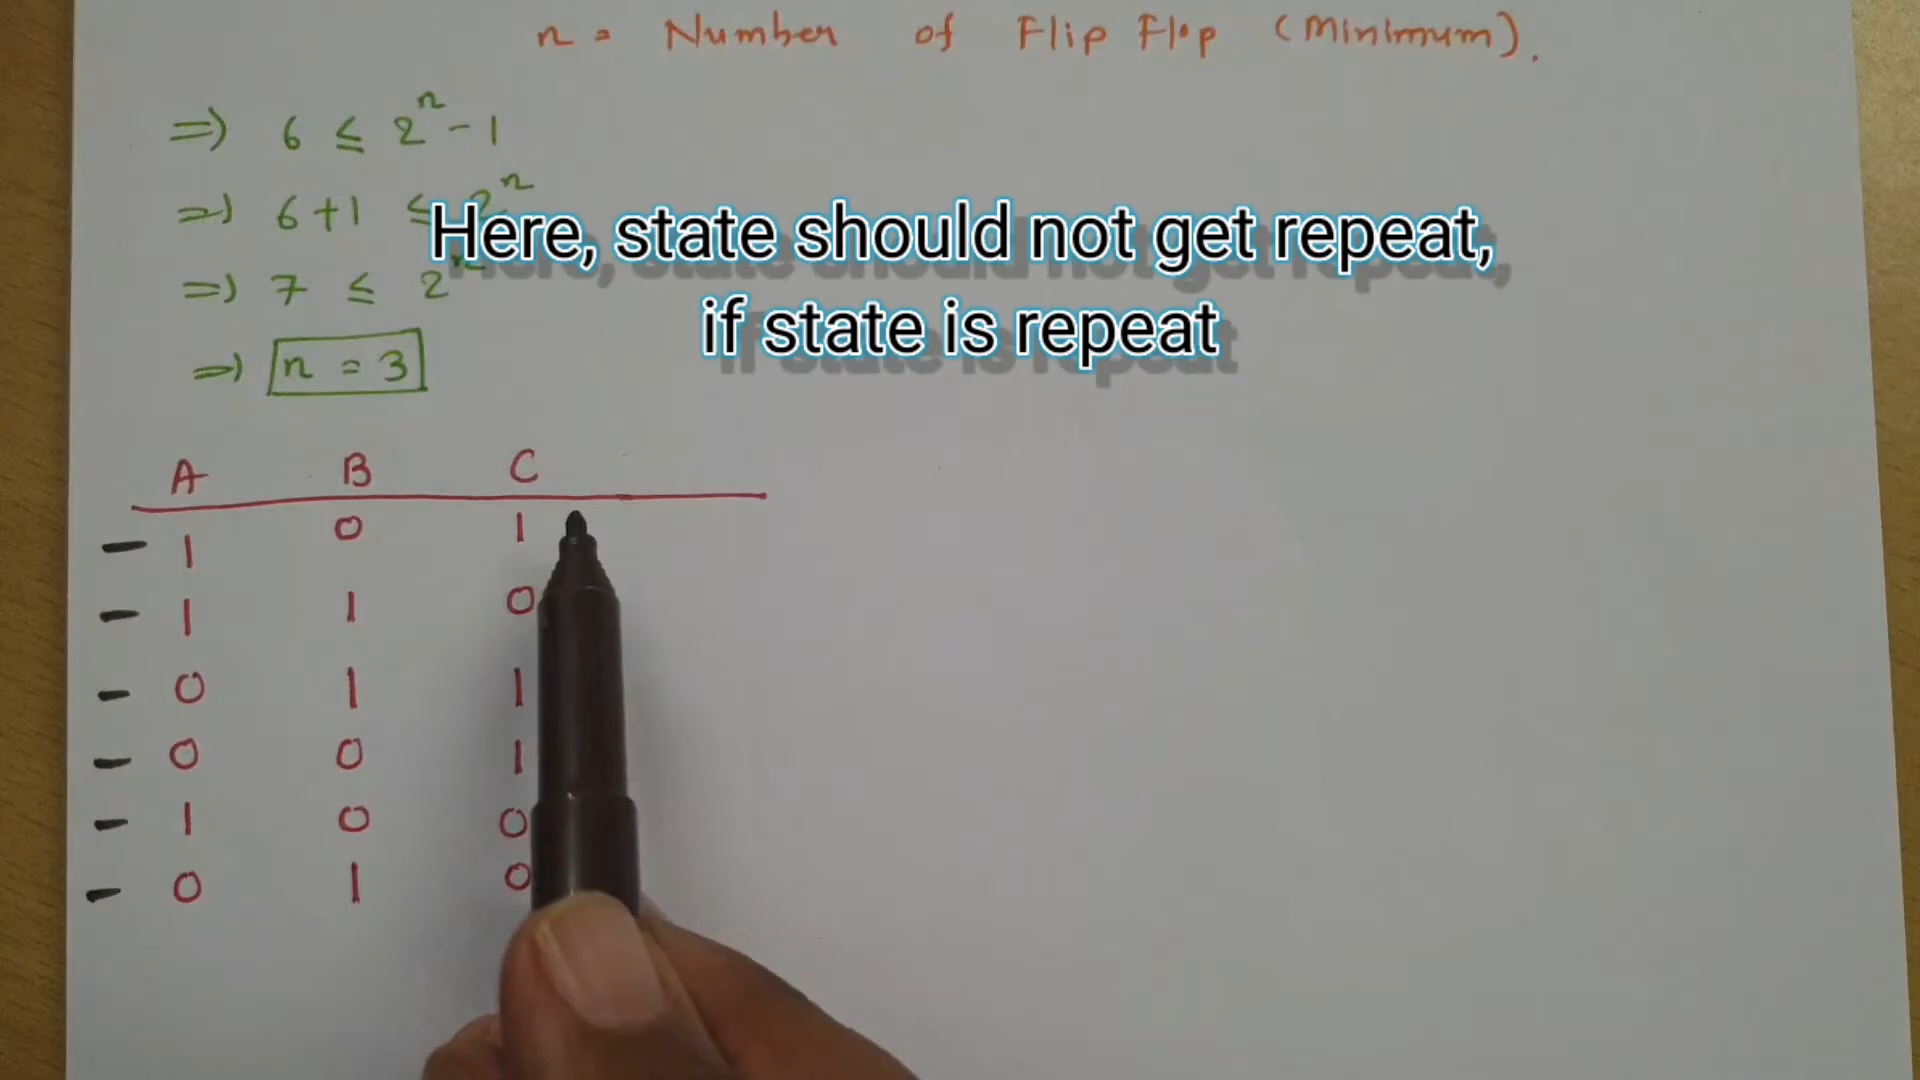 n = Number of Flip Flop (Minimum).
=> 6 ≤ 2^n - 1
=> 6+1 ≤ 2^n
Here, state should not get repeat,
=> 7 ≤ 2^n
if state is repeat
=> n = 3
A B C
- 1 0 1
- 1 1 0
- 0 1 1
- 0 0 1
- 1 0 0
- 0 1 0